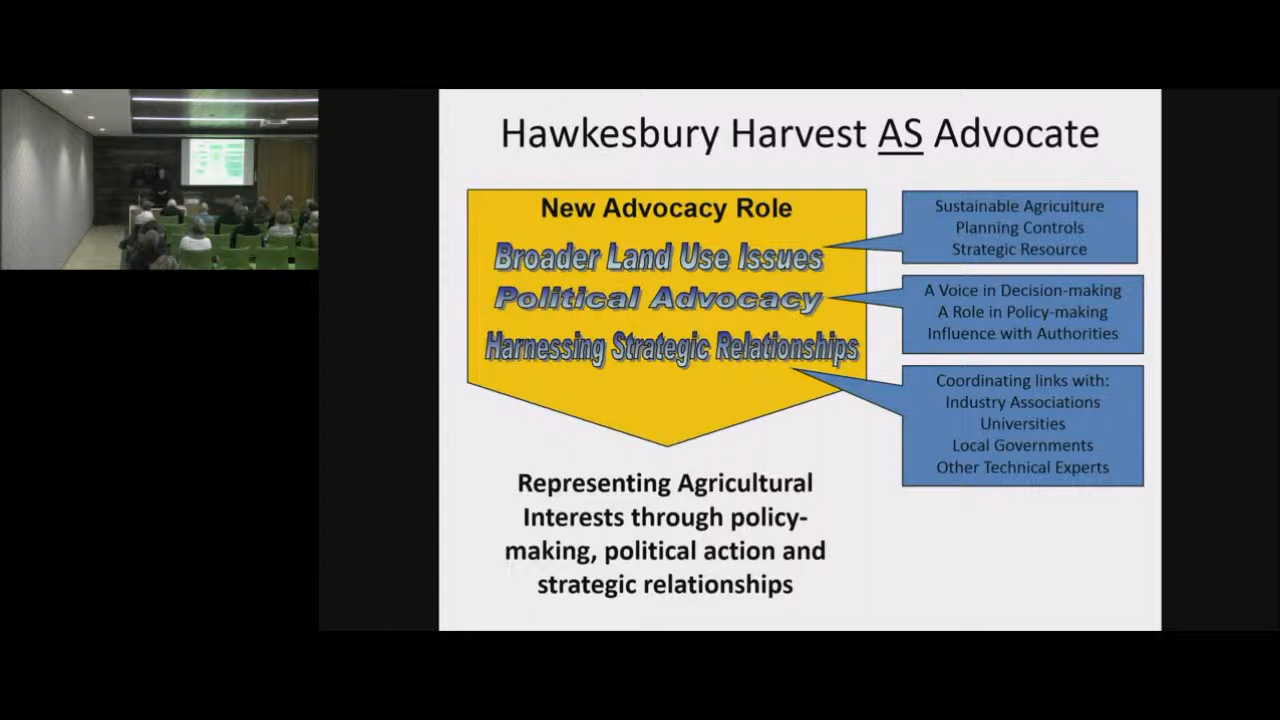 Hawkesbury Harvest AS Advocate
New Advocacy Role
Broader Land Use Issues
Political Advocacy
Harnessing Strategic Relationships
Sustainable Agriculture
Planning Controls
Strategic Resource
A Voice in Decision-making
A Role in Policy-making
Influence with Authorities
Coordinating links with:
Industry Associations
Universities
Local Governments
Other Technical Experts
Representing Agricultural
Interests through policy-
making, political action and
strategic relationships